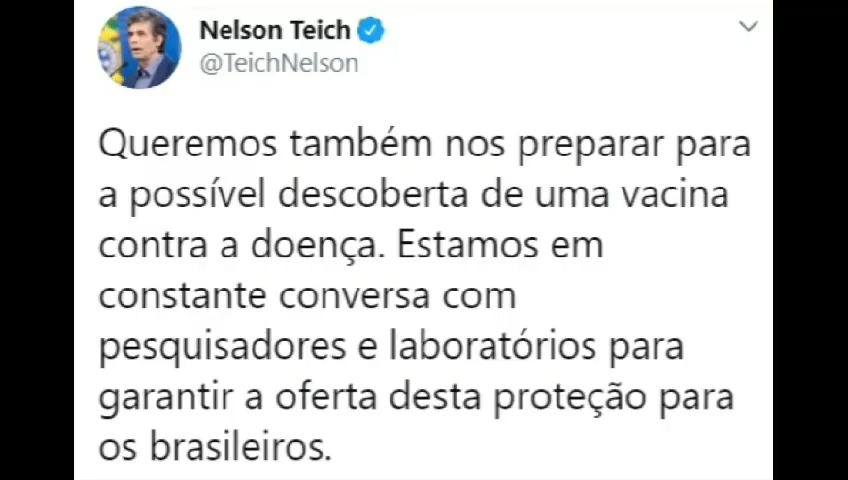 Nelson Teich
@TeichNelson
Queremos também nos preparar para
a possível descoberta de uma vacina
contra a doença. Estamos em
constante conversa com
pesquisadores e laboratórios para
garantir a oferta desta proteção para
os brasileiros.